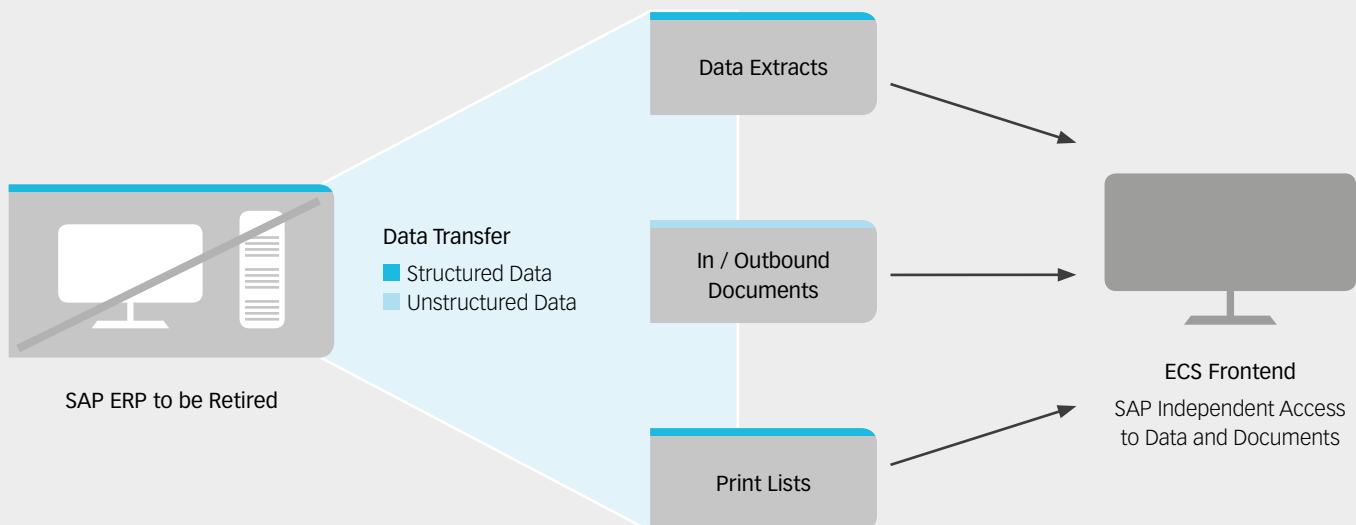 Data Extracts
Data Transfer
Structured Data
Unstructured Data
In / Outbound
Documents
SAP ERP to be Retired
ECS Frontend
SAP Independent Access
to Data and Documents
Print Lists